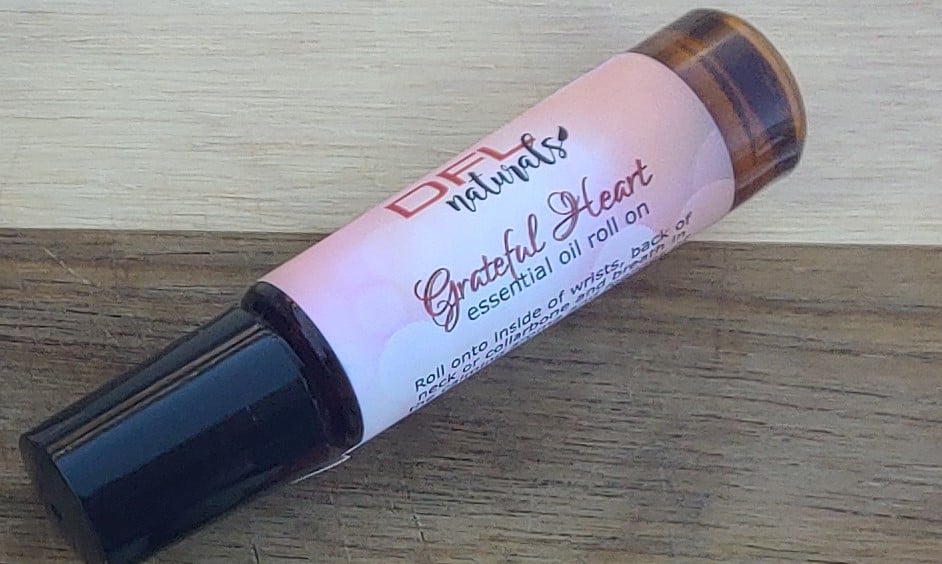 DFL
naturals
Grateful Heart
essential oil roll on
Roll onto inside of wrists, back of
neck or collarbone and breath in.